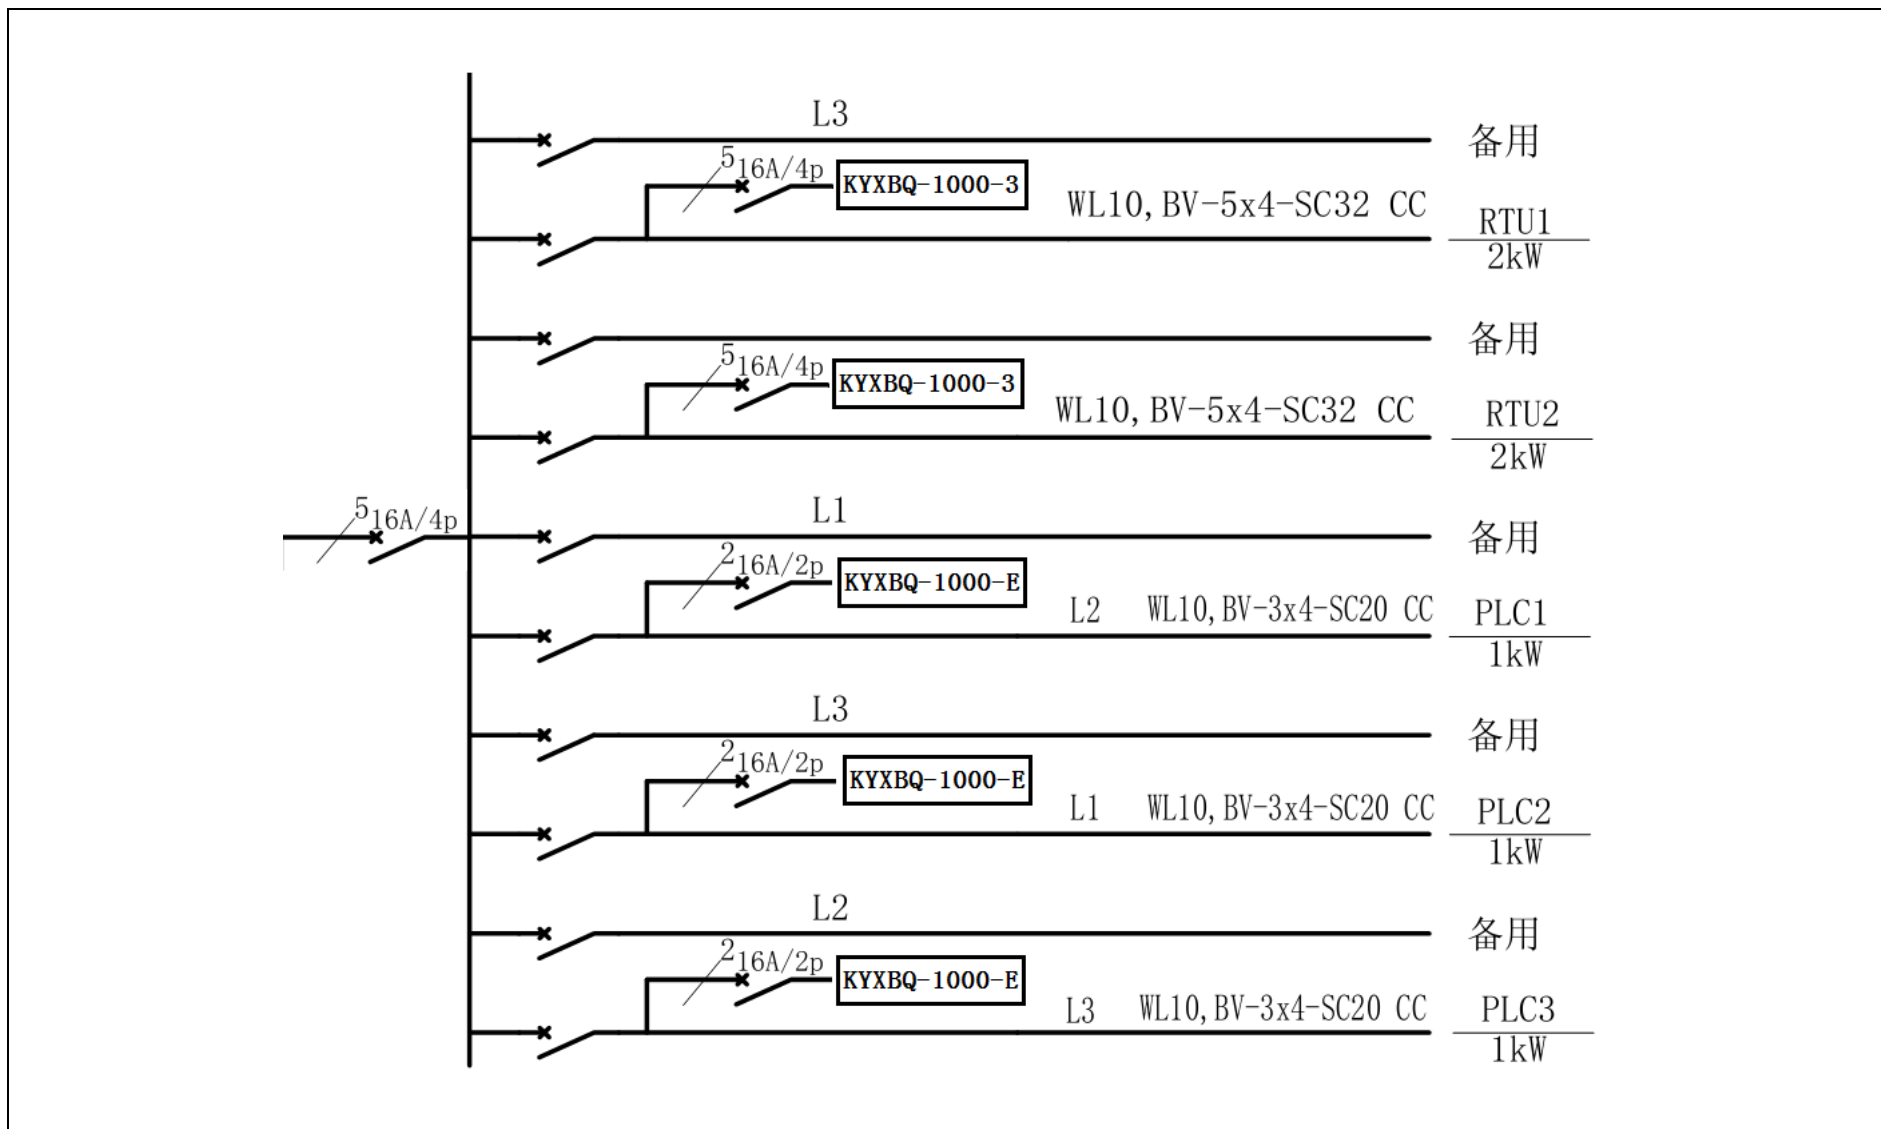 L3
备用
5 16A/4p
KYXBQ-1000-3
WL10, BV-5x4-SC32 CC
RTU1
2kW
备用
5 16A/4p
KYXBQ-1000-3
WL10, BV-5x4-SC32 CC
RTU2
2kW
5 16A/4p
L1
备用
2 16A/2p
KYXBQ-1000-E
L2 WL10, BV-3x4-SC20 CC
PLC1
1kW
L3
备用
2 16A/2p
KYXBQ-1000-E
L1 WL10, BV-3x4-SC20 CC
PLC2
1kW
L2
备用
2 16A/2p
KYXBQ-1000-E
L3 WL10, BV-3x4-SC20 CC
PLC3
1kW